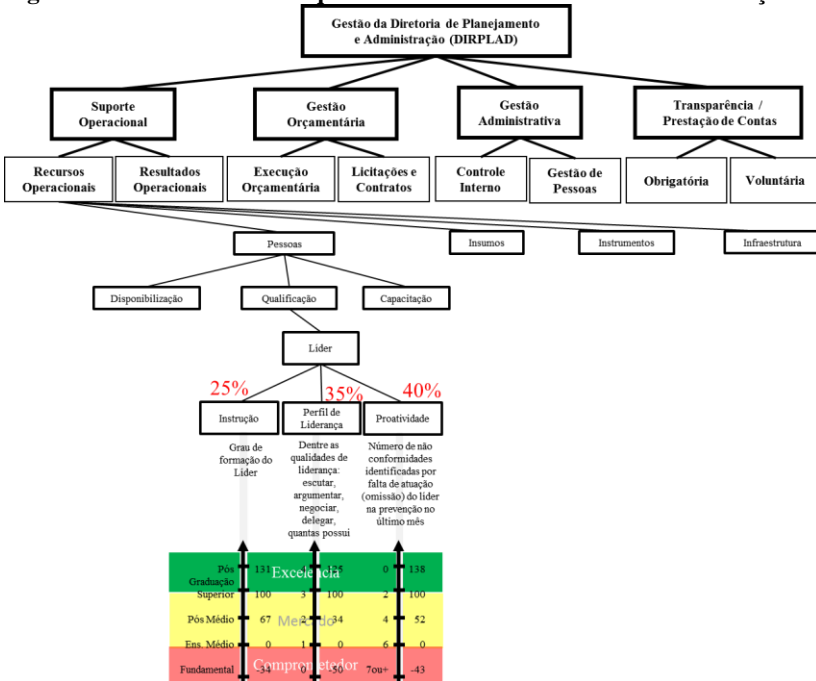 Gestão da Diretoria de Planejamento
e Administração (DIRPLAD)
Suporte
Operacional
Gestão
Orçamentária
Gestão
Administrativa
Transparência /
Prestação de Contas
Recursos
Operacionais
Resultados
Operacionais
Execução
Orçamentária
Licitações e
Contratos
Controle
Interno
Gestão de
Pessoas
Obrigatória
Voluntária
Pessoas
Insumos
Instrumentos
Infraestrutura
Disponibilização
Qualificação
Capacitação
Líder
25%
35%
40%
Instrução
Perfil de
Liderança
Proatividade
Grau de
formação do
Líder
Dentre as
qualidades de
liderança:
escutar,
argumentar,
negociar,
delegar,
quantas possui
Número de não
conformidades
identificadas por
falta de atuação
(omissão) do líder
na prevenção no
último mês
Pós
Graduação
131
Excelência
4
125
0
138
Superior
100
3
100
2
100
Pós Médio
67
Mercado
2
34
4
52
Ens. Médio
0
1
0
6
0
Comprometedor
Fundamental
-34
0
-50
7ou+
-43